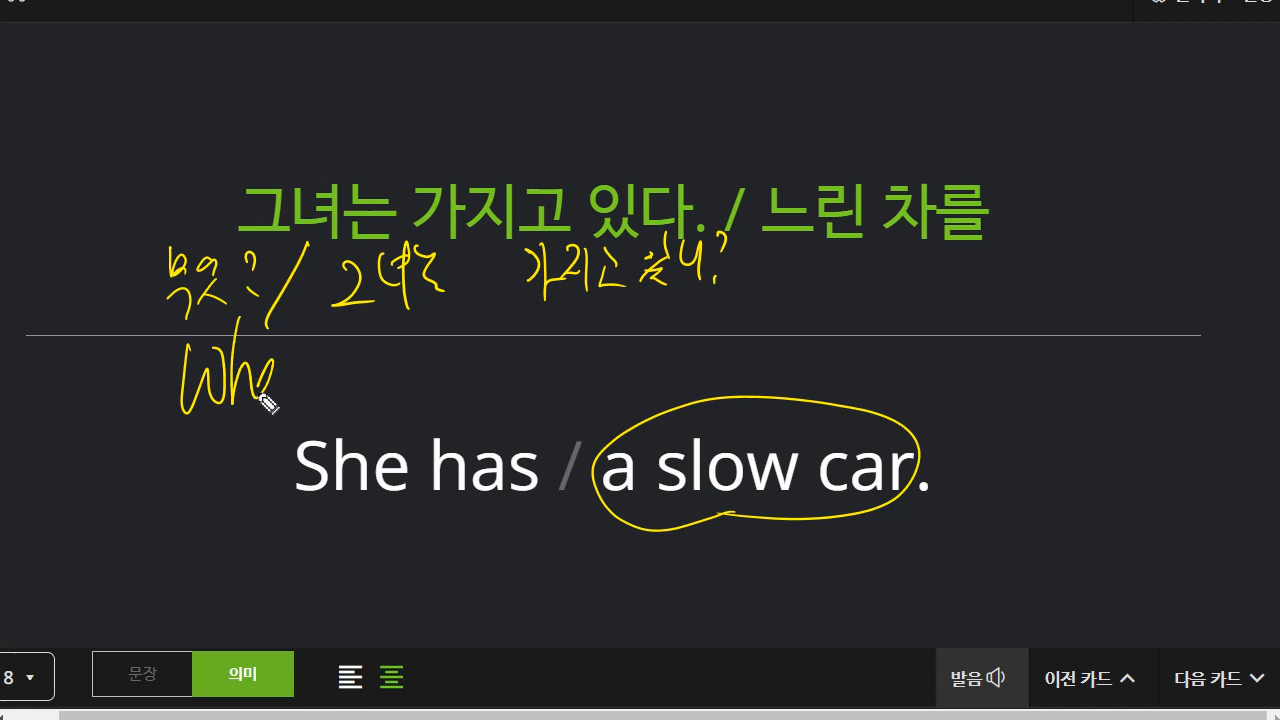 그녀는 가지고 있다. / 느린 차를
무엇? / 그녀는 가지고 있니?
Wha
She has / a slow car.
8 문장 의미 발음 이전 카드 다음 카드